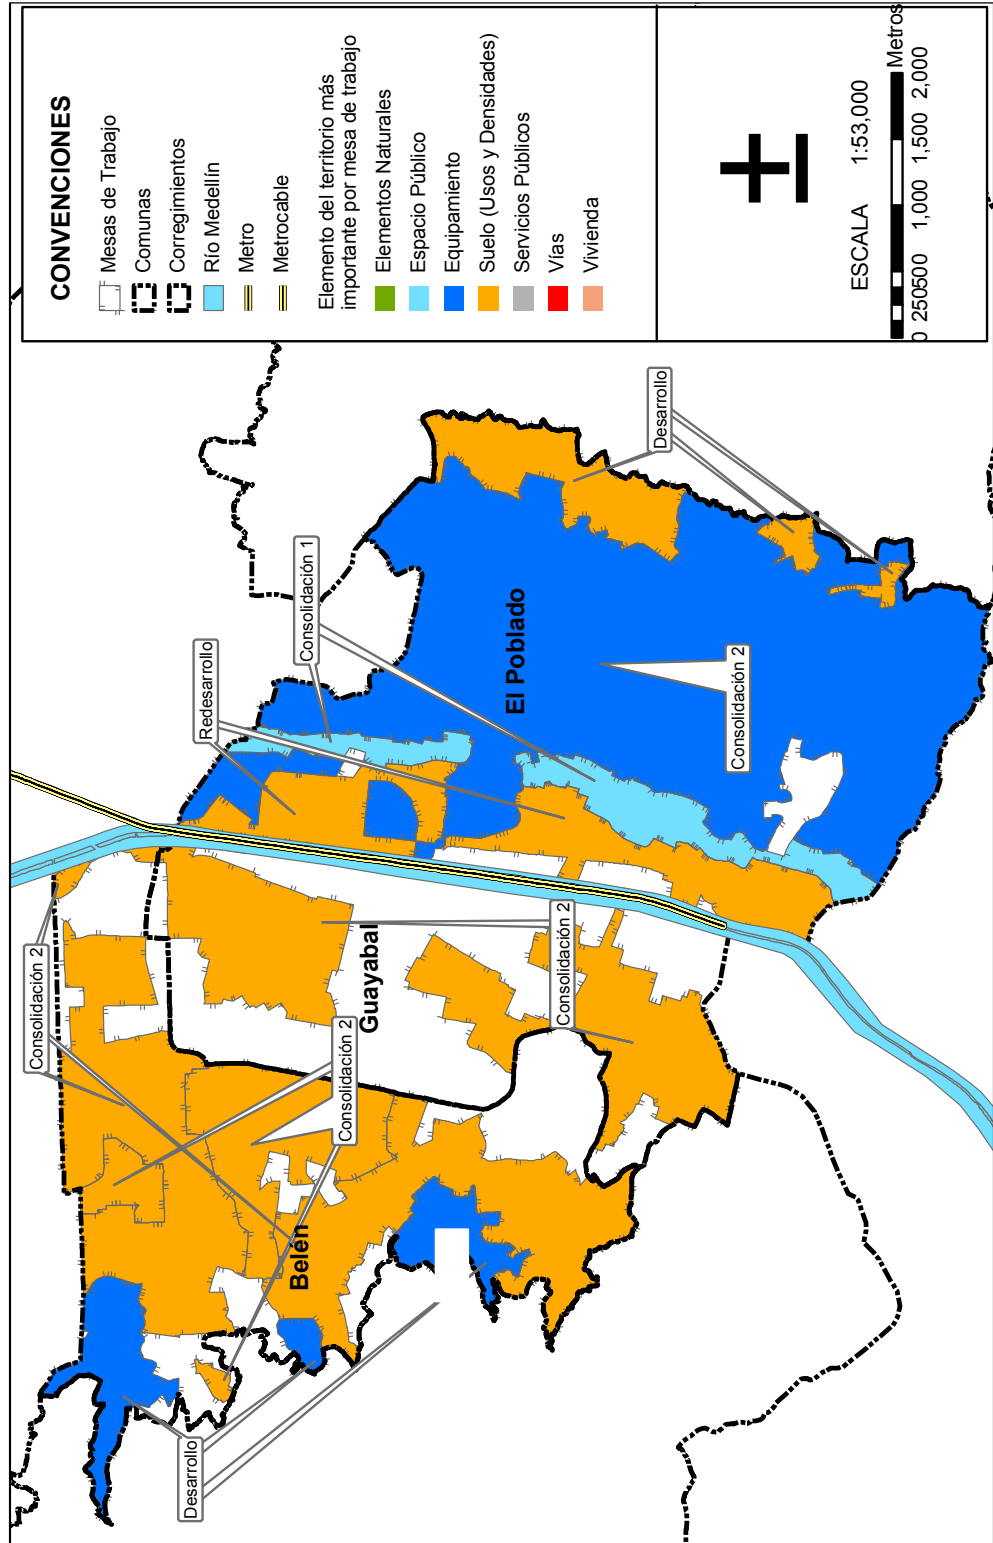 CONVENCIONES
Mesas de Trabajo
Comunas
Corregimientos
Río Medellín
Metro
Metrocable
Elemento del territorio más
importante por mesa de trabajo
Elementos Naturales
Espacio Público
Equipamiento
Suelo (Usos y Densidades)
Servicios Públicos
Vías
Vivienda
ESCALA 1:53,000
0 250500 1,000 1,500 2,000
Metros
Desarrollo
Consolidación 1
Redesarrollo
El Poblado
Consolidación 2
Consolidación 2
Consolidación 2
Guayabal
Consolidación 2
Belén
Desarrollo